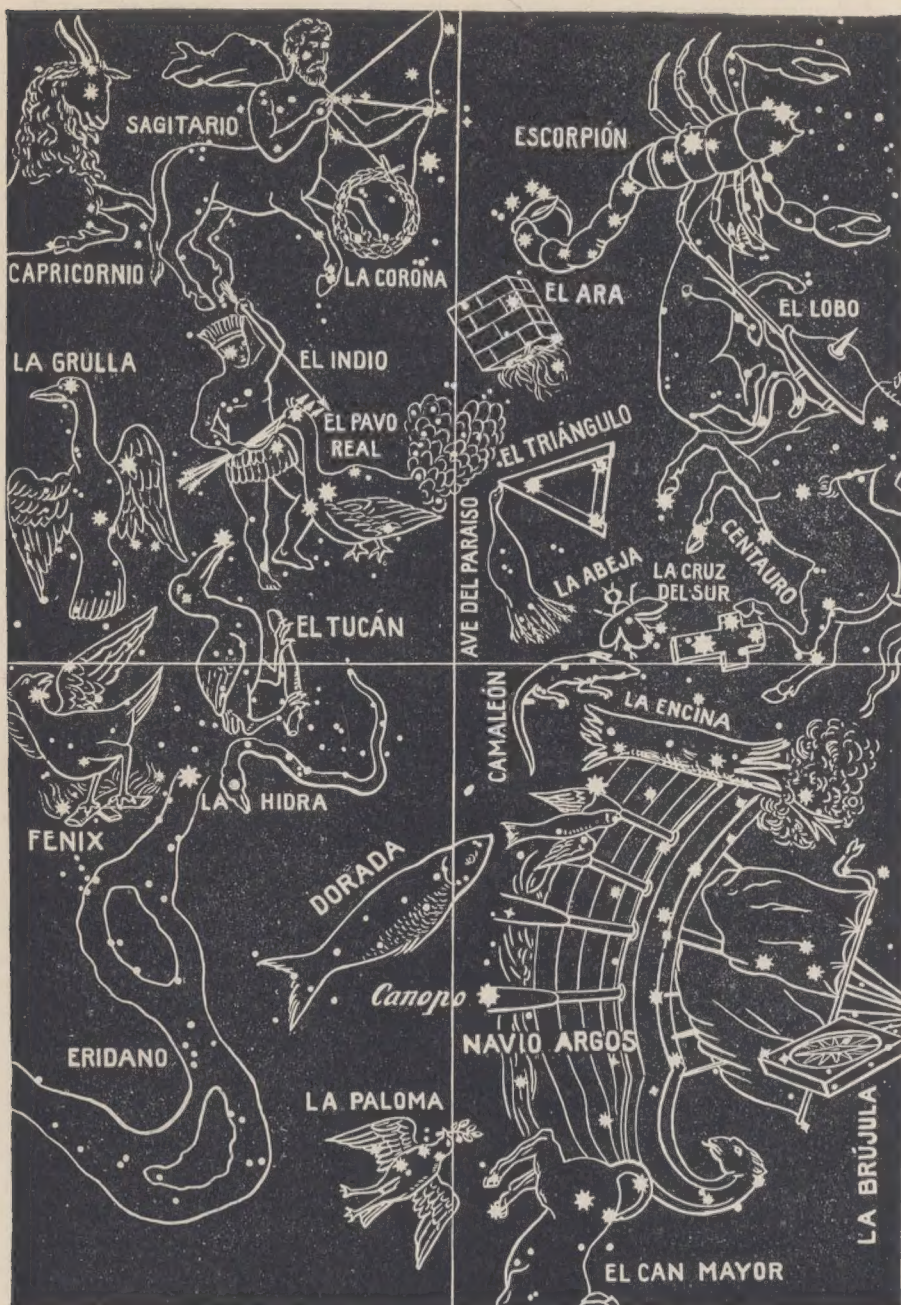 SAGITARIO
ESCORPIÓN
CAPRICORNIO
LA CORONA
EL ARA
EL LOBO
LA GRULLA
EL INDIO
EL PAVO
REAL
EL TRIÁNGULO
AVE DEL PARAISO
LA ABEJA
LA CRUZ
DEL SUR
CENTAURO
EL TUCÁN
CAMALEÓN
LA ENCINA
LA HIDRA
FENIX
DORADA
Canopo
NAVIO ARGOS
ERIDANO
LA PALOMA
LA BRÚJULA
EL CAN MAYOR